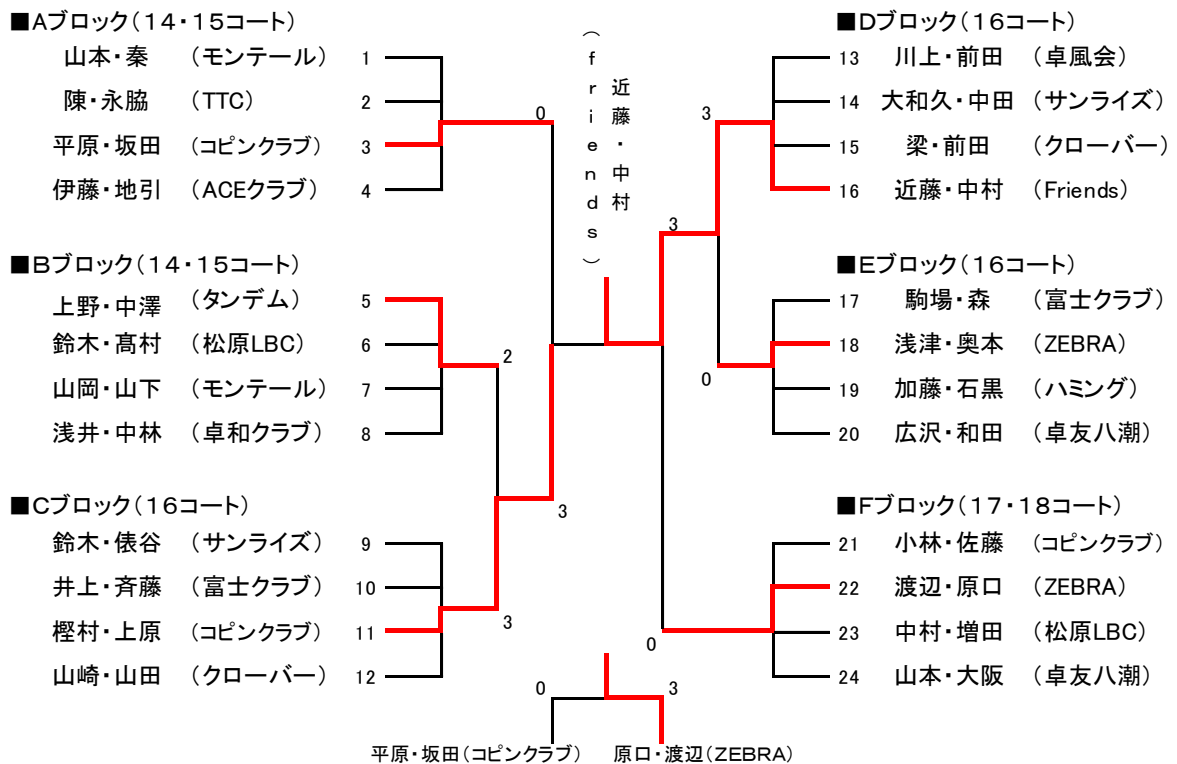 ■Aブロック(14・15コート)
山本・秦 (モンテール) 1
陳・永脇 (TTC) 2
平原・坂田 (コピンクラブ) 3
伊藤・地引 (ACEクラブ) 4
0
■Bブロック(14・15コート)
上野・中澤 (タンデム) 5
鈴木・髙村 (松原LBC) 6
山岡・山下 (モンテール) 7
浅井・中林 (卓和クラブ) 8
2
■Cブロック(16コート)
鈴木・俵谷 (サンライズ) 9
井上・斉藤 (富士クラブ) 10
樫村・上原 (コピンクラブ) 11
山崎・山田 (クローバー) 12
3
3
近藤・中村
(friends)
■Dブロック(16コート)
13 川上・前田 (卓風会)
14 大和久・中田 (サンライズ)
15 梁・前田 (クローバー)
16 近藤・中村 (Friends)
3
3
■Eブロック(16コート)
17 駒場・森 (富士クラブ)
18 浅津・奥本 (ZEBRA)
19 加藤・石黒 (ハミング)
20 広沢・和田 (卓友八潮)
0
■Fブロック(17・18コート)
21 小林・佐藤 (コピンクラブ)
22 渡辺・原口 (ZEBRA)
23 中村・増田 (松原LBC)
24 山本・大阪 (卓友八潮)
0
0 3
平原・坂田(コピンクラブ) 原口・渡辺(ZEBRA)